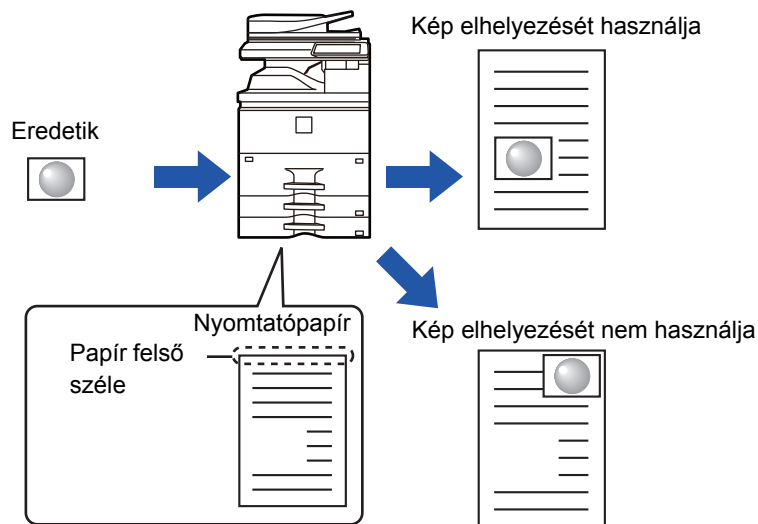 Kép elhelyezését használja
Eredetik
Nyomtatópapír
Papír felső
széle
Kép elhelyezését nem használja